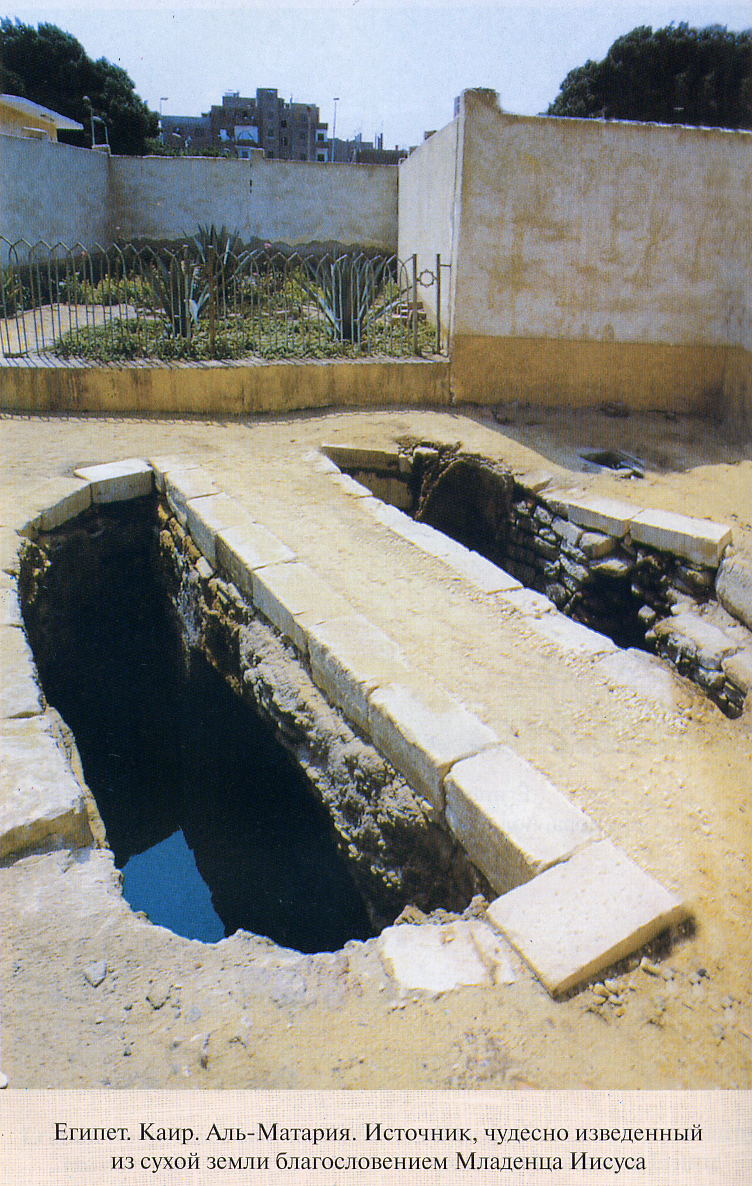 Египет. Каир. Аль-Матария. Источник, чудесно изведенный
из сухой земли благословением Младенца Иисуса